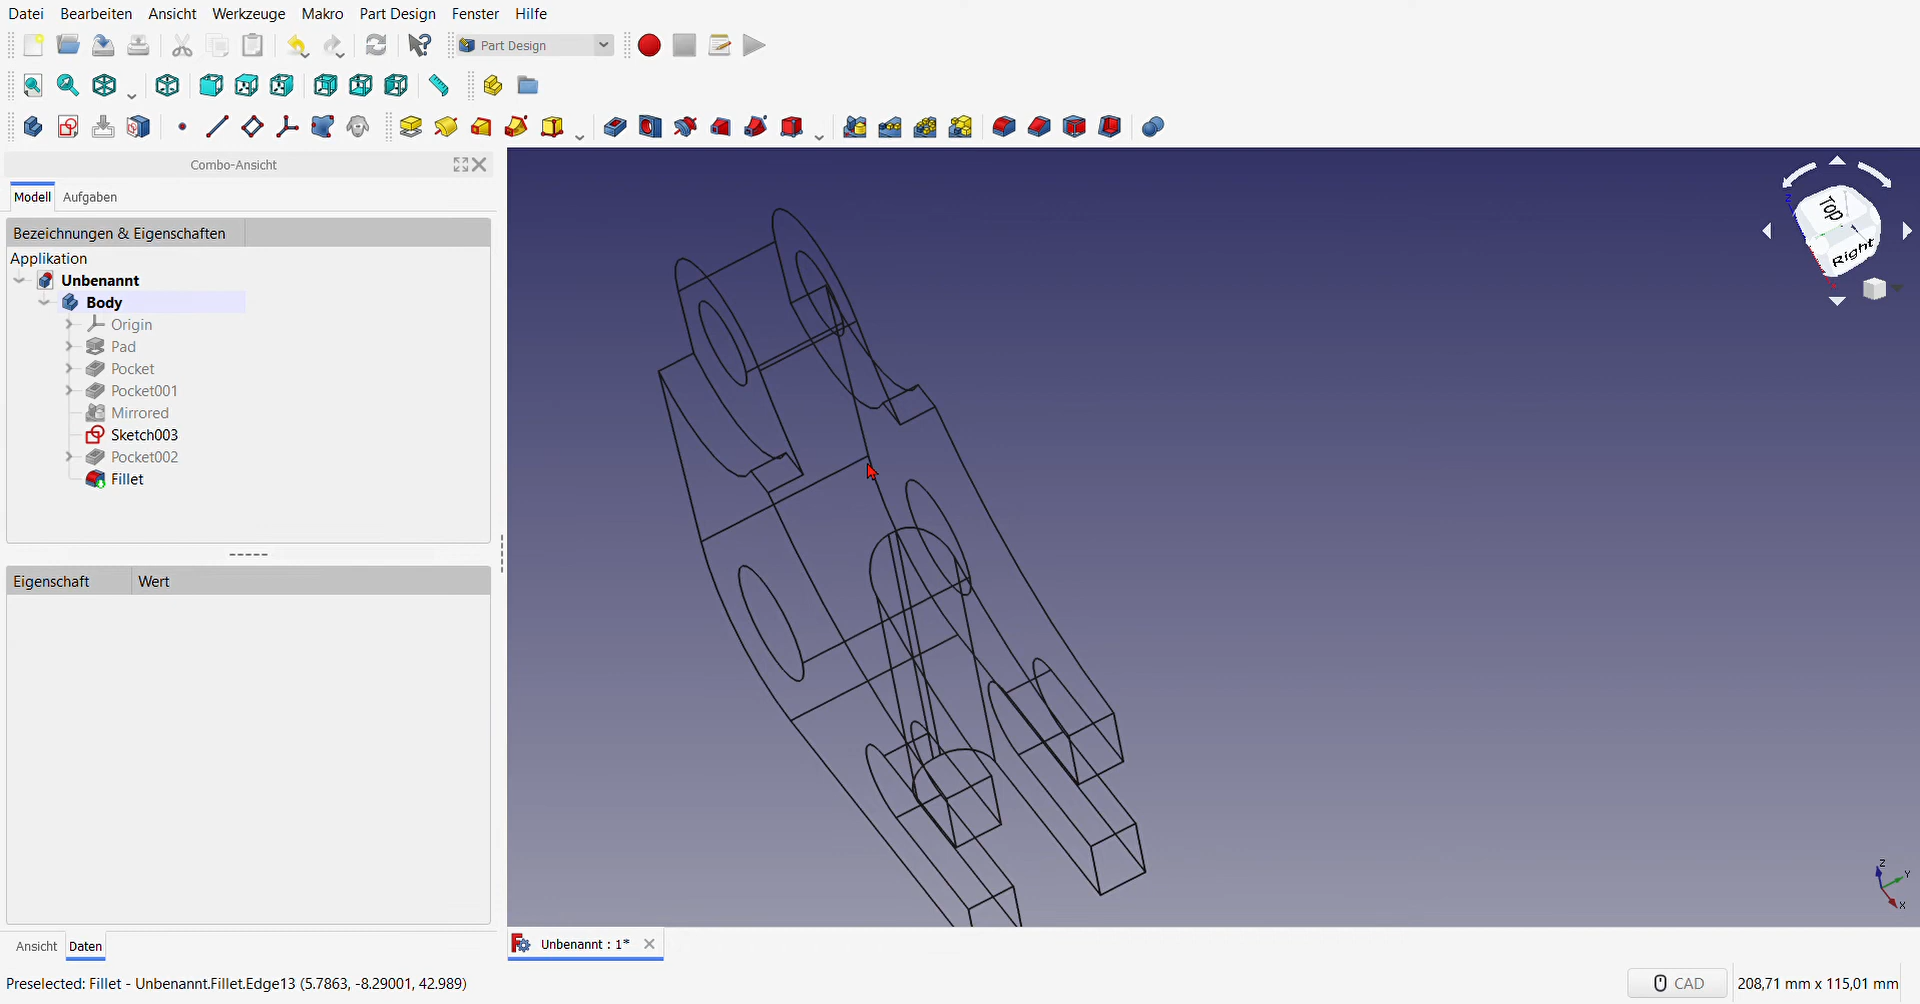 Datei Bearbeiten Ansicht Werkzeuge Makro Part Design Fenster Hilfe
Part Design
Combo-Ansicht
Modell Aufgaben
Bezeichnungen & Eigenschaften
Applikation
Unbenannt
Body
Origin
Pad
Pocket
Pocket001
Mirrored
Sketch003
Pocket002
Fillet
Eigenschaft Wert
Ansicht Daten
Top
Right
Z
Z
Y
X
Unbenannt : 1*
Preselected: Fillet - Unbenannt.Fillet.Edge13 (5.7863, -8.29001, 42.989)
CAD 208,71 mm x 115,01 mm